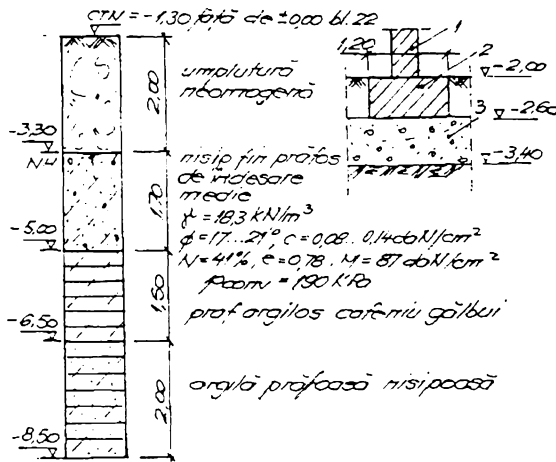 CTN = -1,30 față de ±0,00 bl. 22
2,00
umplutură
neomogenă
-3,30
NH
1,70
nisip fin prăfos
de îndesare
medie
γ = 18,3 KN/m³
ϕ = 17...21°, c = 0,08...0,14 daN/cm²
N = 41%, e = 0,78. M = 87 daN/cm²
pconv = 190 KPa
-5,00
1,50
praf argilos cafeniu gălbui
-6,50
2,00
argilă prăfoasă nisipoasă
-8,50
1
1,20
2
-2,00
3
-2,60
-3,40